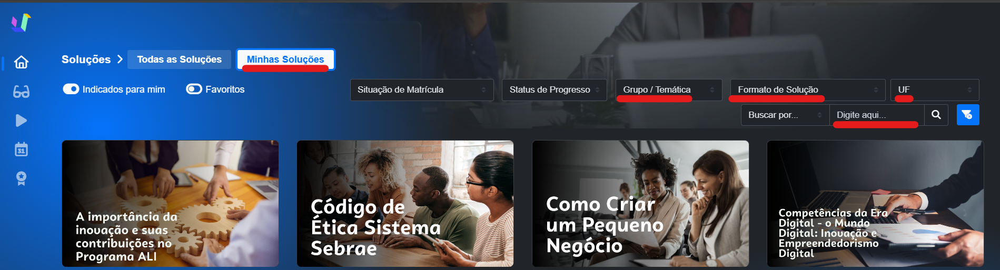 Soluções
Todas as Soluções
Minhas Soluções
Indicados para mim
Favoritos
Situação de Matrícula
Status de Progresso
Grupo / Temática
Formato de Solução
UF
Buscar por...
Digite aqui...
31
A importância da
inovação e suas
contribuições no
Programa ALI
Código de
Ética Sistema
Sebrae
Como Criar
um Pequeno
Negócio
Competências da Era
Digital - o Mundo
Digital: Inovação e
Empreendedorismo
Digital